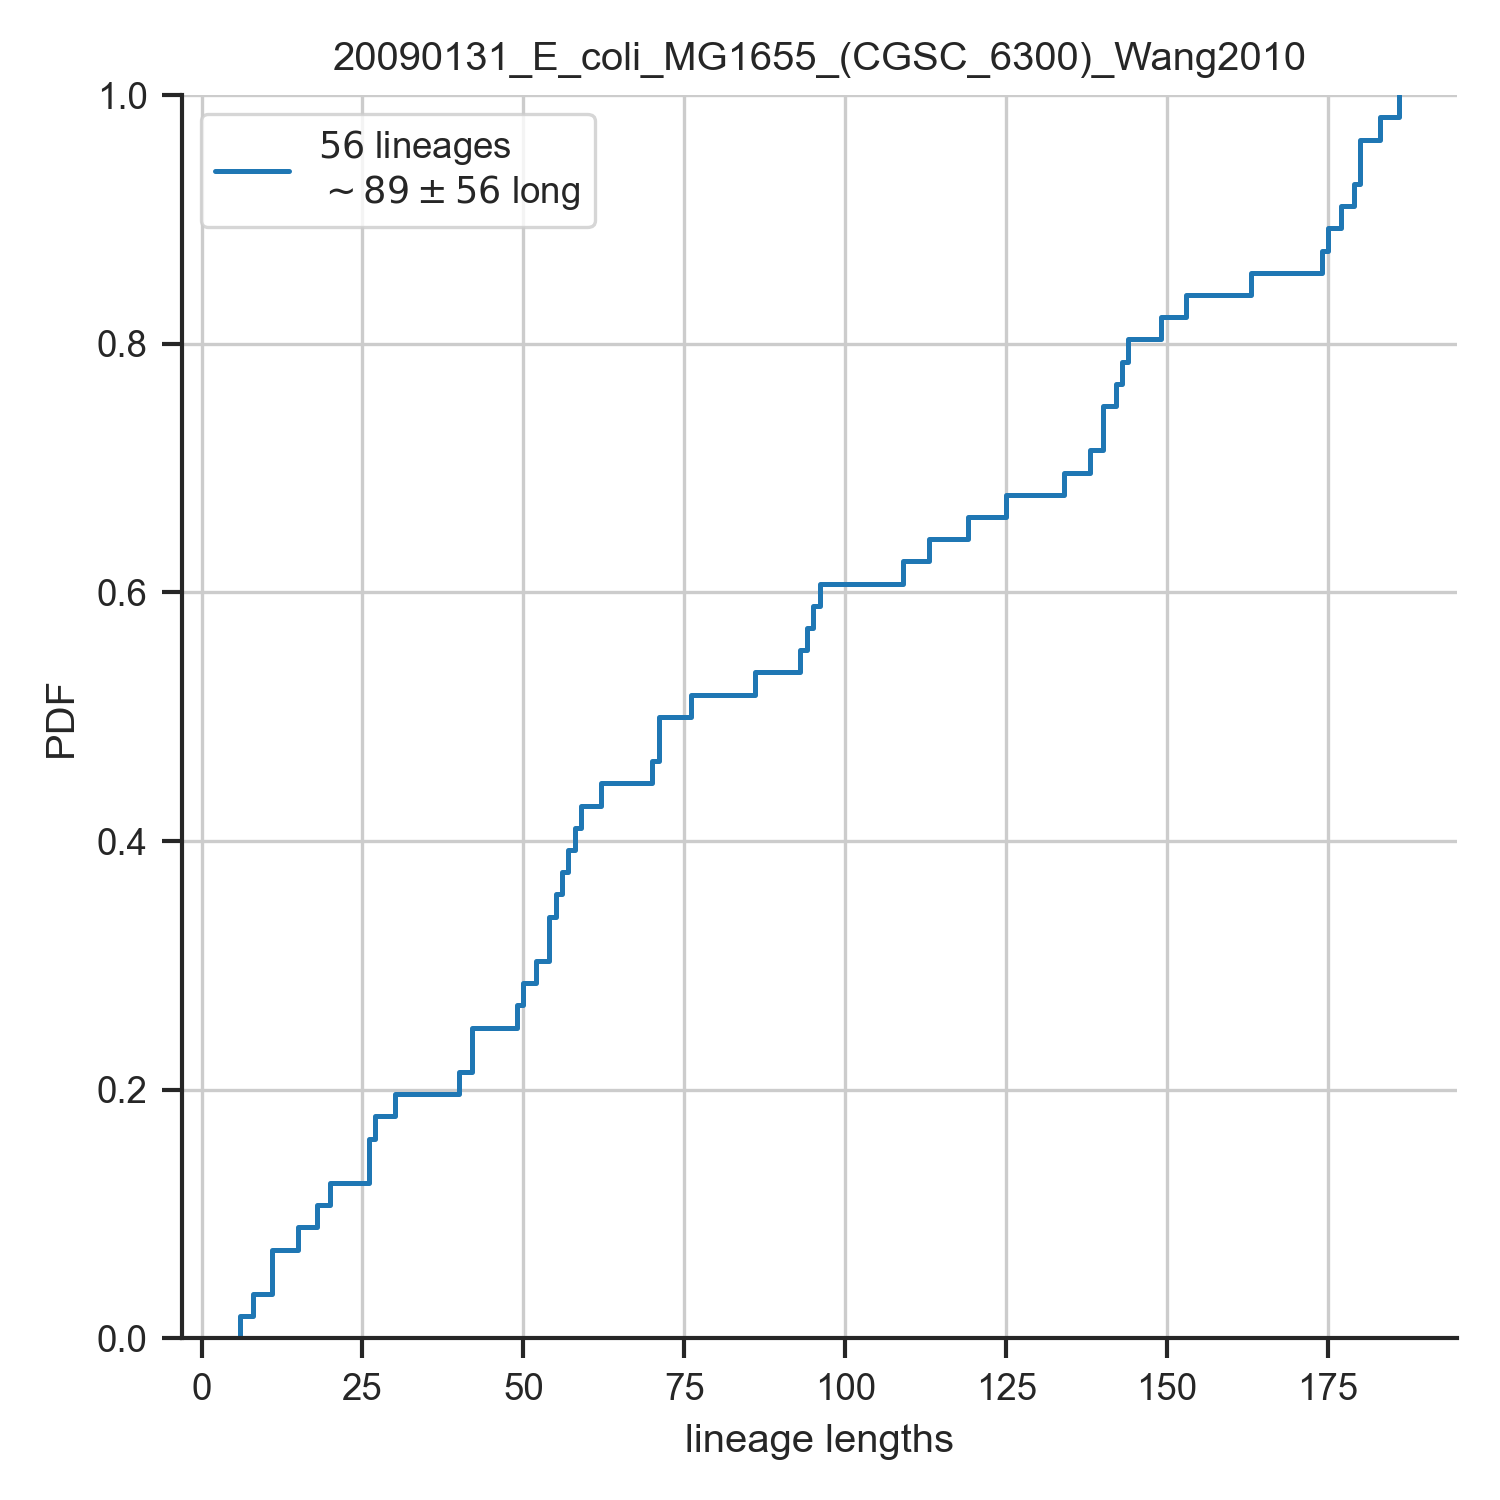 20090131_E_coli_MG1655_(CGSC_6300)_Wang2010
56 lineages
~ 89 ± 56 long
1.0
0.8
0.6
0.4
0.2
0.0
PDF
0 25 50 75 100 125 150 175
lineage lengths